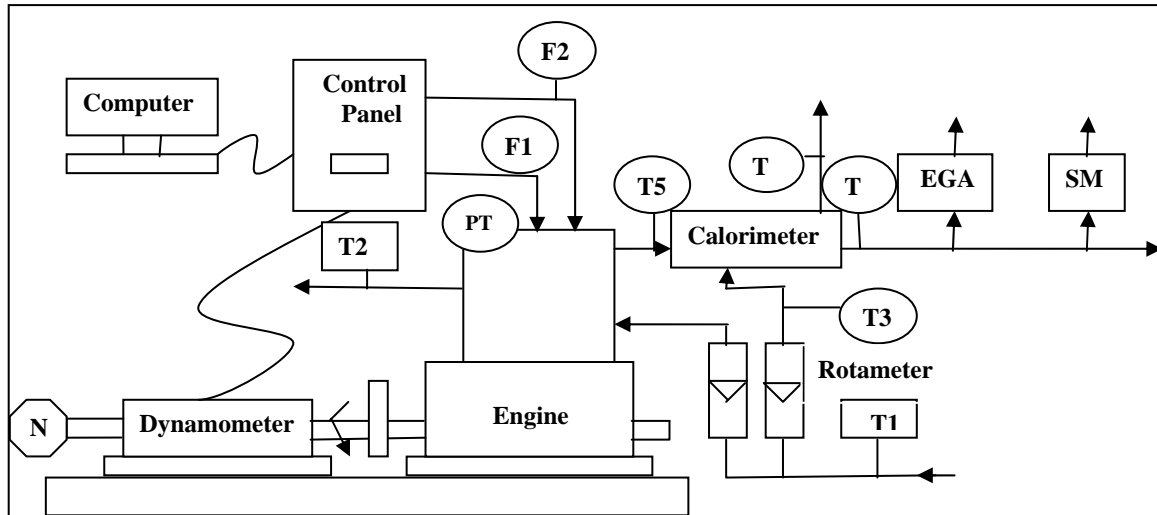 F2
Control
Panel
Computer
F1
T
T
EGA
SM
T5
PT
T2
Calorimeter
T3
Rotameter
T1
N
Dynamometer
Engine